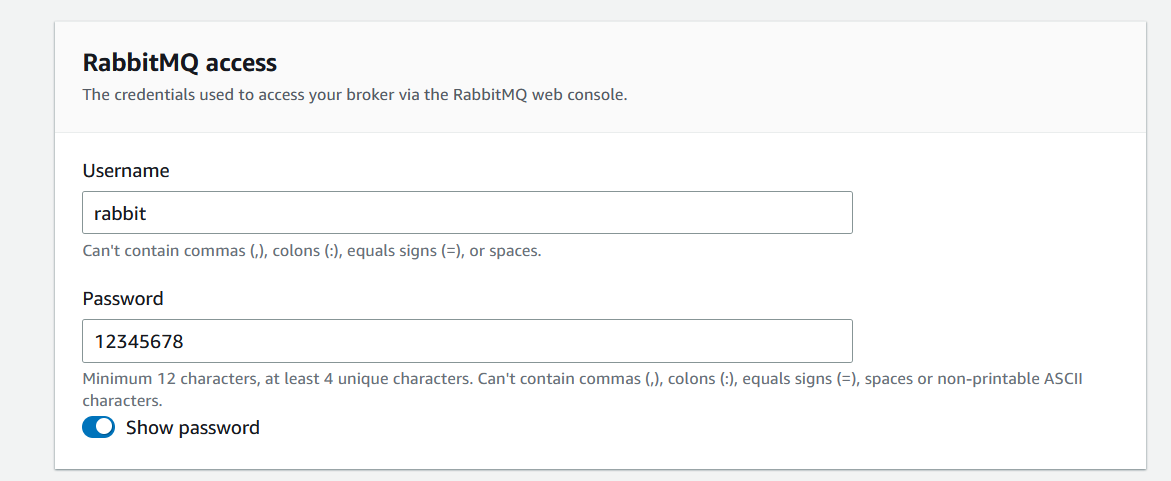 RabbitMQ access
The credentials used to access your broker via the RabbitMQ web console.
Username
rabbit
Can't contain commas (,), colons (:), equals signs (=), or spaces.
Password
12345678
Minimum 12 characters, at least 4 unique characters. Can't contain commas (,), colons (:), equals signs (=), spaces or non-printable ASCII
characters.
Show password